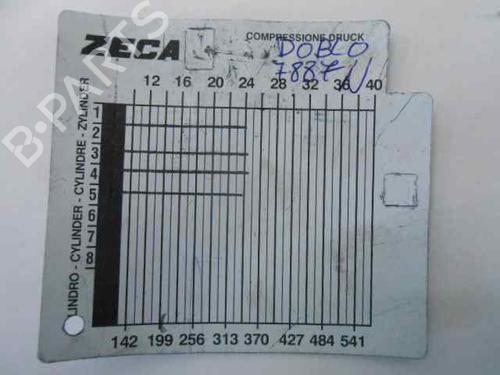 ZECA
COMPRESSIONE DRUCK
DOBLO
7887
12 16 20 24 28 32 36 40
LINDRO - CYLINDER - CYLINDRE - ZYLINDER
1
2
3
4
5
6
7
8
142 199 256 313 370 427 484 541
B-PARTS